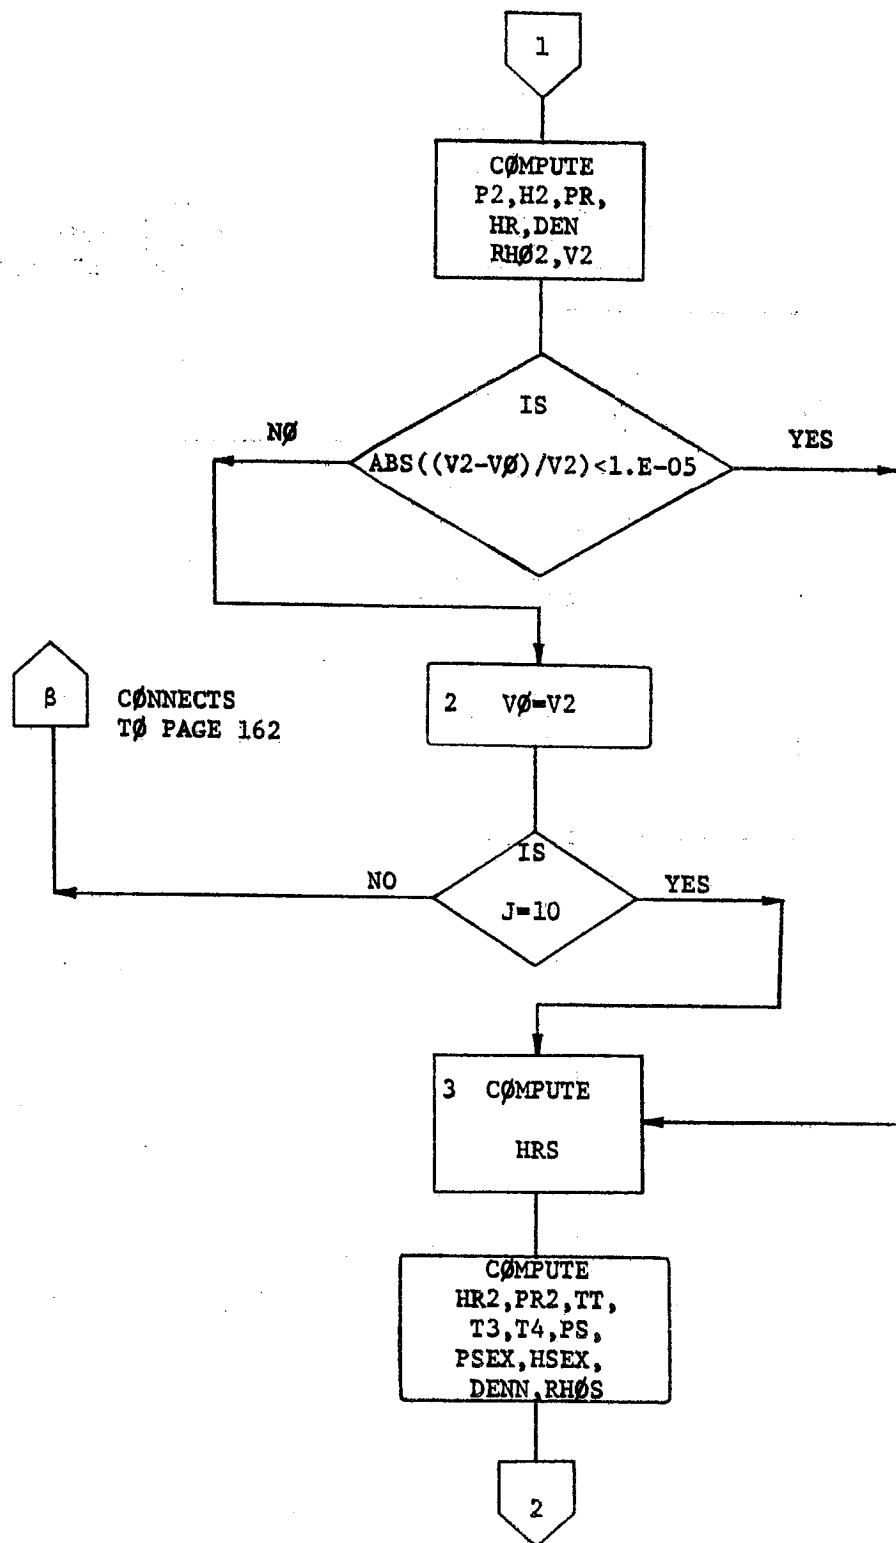 1
CØMPUTE
P2,H2,PR,
HR,DEN
RHØ2,V2
IS
NØ
YES
ABS((V2-VØ)/V2)<1.E-05
2 VØ=V2
β
CØNNECTS
TØ PAGE 162
IS
NO
YES
J=10
3 CØMPUTE
HRS
CØMPUTE
HR2,PR2,TT,
T3,T4,PS,
PSEX,HSEX,
DENN,RHØS
2